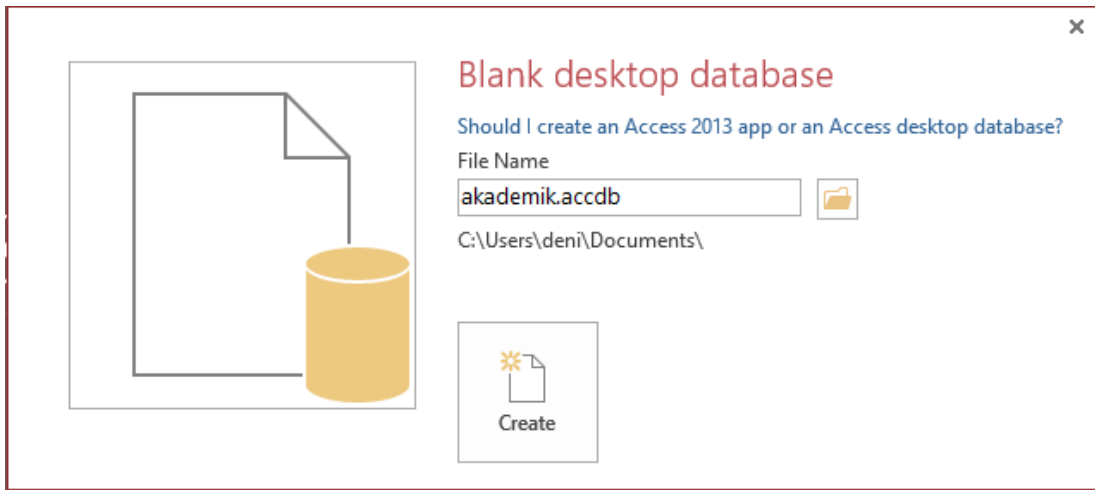 Blank desktop database
Should I create an Access 2013 app or an Access desktop database?
File Name
akademik.accdb
C:\Users\deni\Documents\
Create